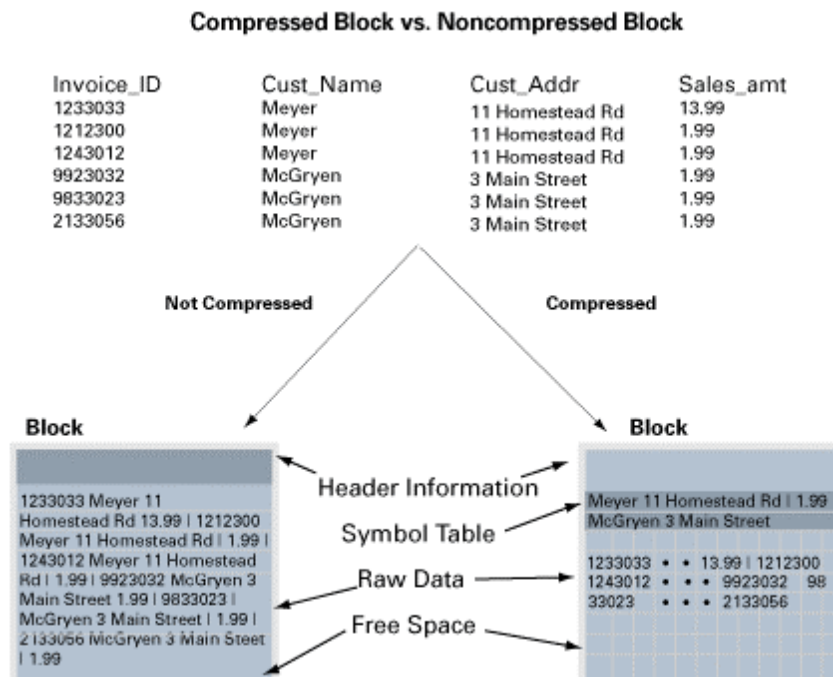 Compressed Block vs. Noncompressed Block
Invoice_ID Cust_Name Cust_Addr Sales_amt
1233033 Meyer 11 Homestead Rd 13.99
1212300 Meyer 11 Homestead Rd 1.99
1243012 Meyer 11 Homestead Rd 1.99
9923032 McGryen 3 Main Street 1.99
9833023 McGryen 3 Main Street 1.99
2133056 McGryen 3 Main Street 1.99
Not Compressed
Compressed
Block
1233033 Meyer 11
Homestead Rd 13.99 | 1212300
Meyer 11 Homestead Rd | 1.99 |
1243012 Meyer 11 Homestead
Rd | 1.99 | 9923032 McGryen 3
Main Street 1.99 | 9833023 |
McGryen 3 Main Street | 1.99 |
2133056 McGryen 3 Main Steet
| 1.99
Header Information
Symbol Table
Raw Data
Free Space
Block
Meyer 11 Homestead Rd | 1.99
McGryen 3 Main Street
1233033 • • 13.99 | 1212300
1243012 • • • 9923032 98
33023 • • • 2133056